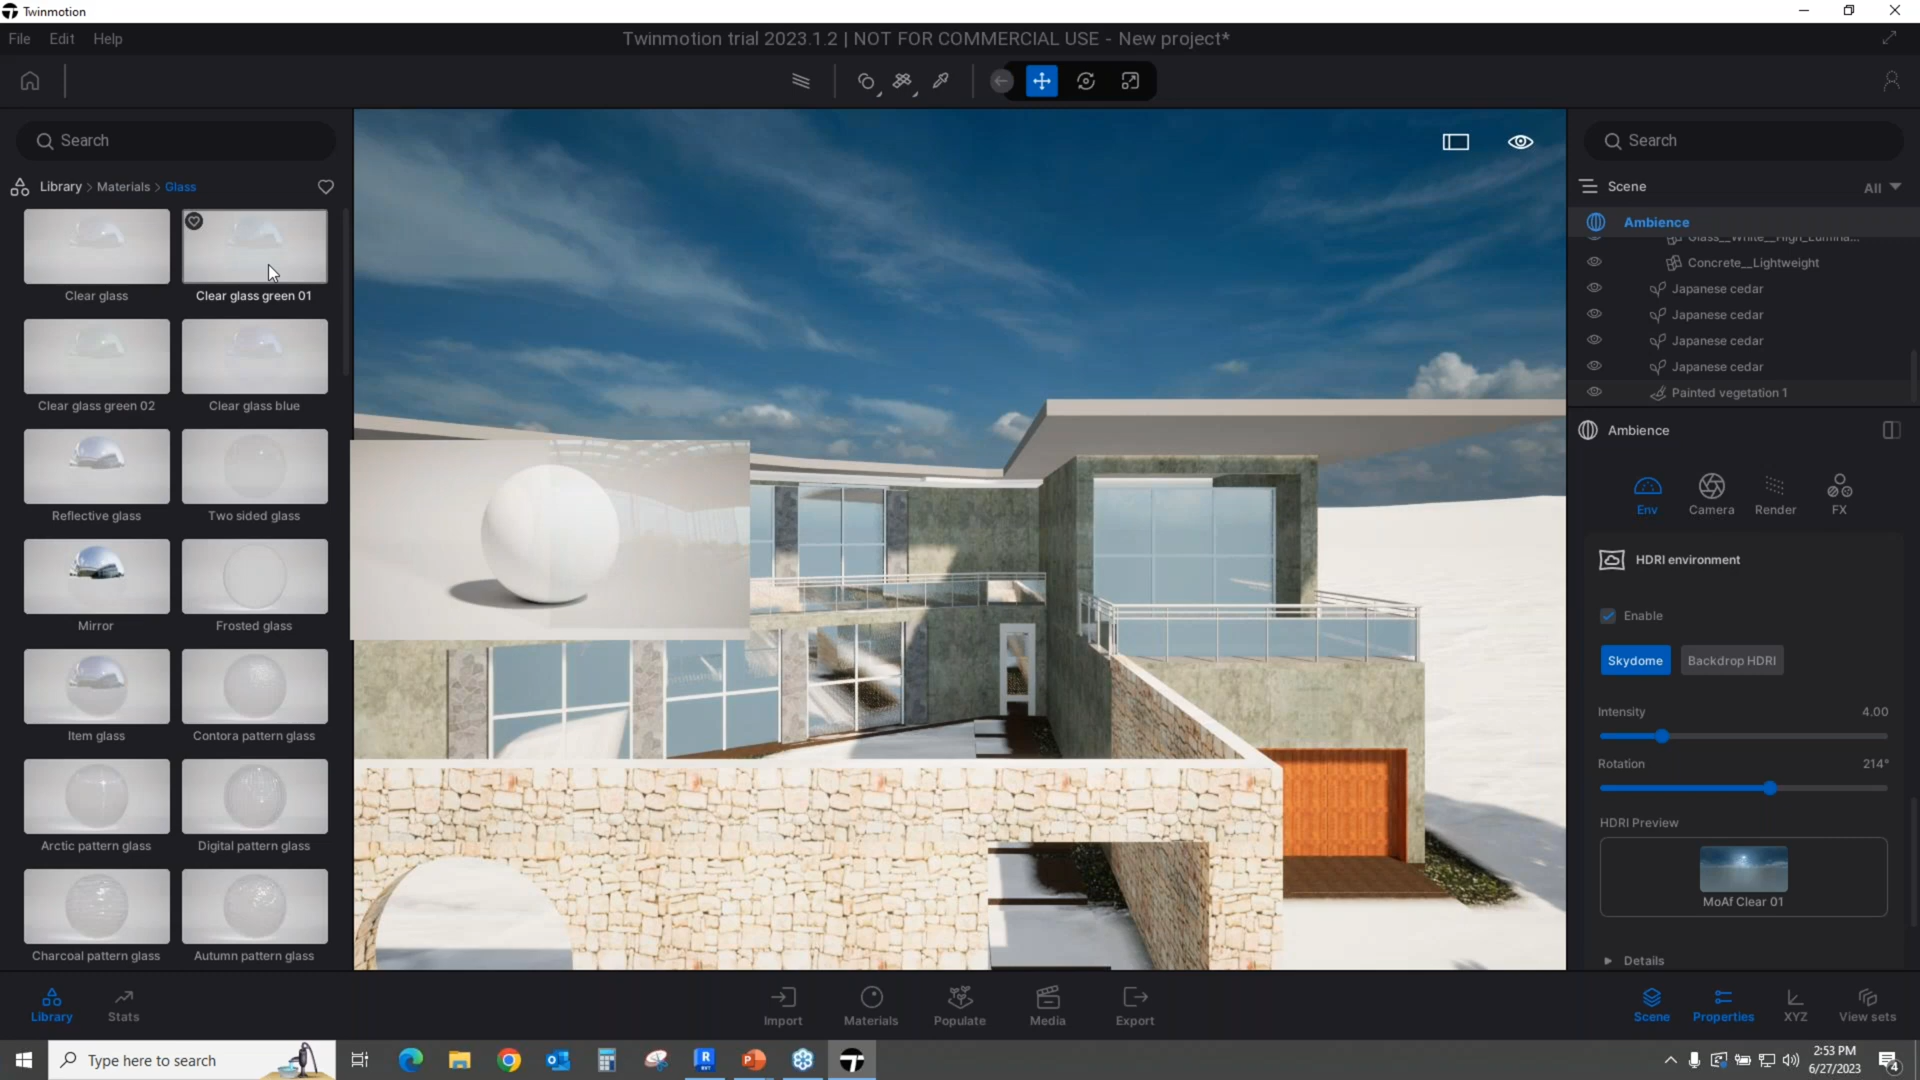 Twinmotion
File Edit Help
Twinmotion trial 2023.1.2 | NOT FOR COMMERCIAL USE - New project*
Search
Library > Materials > Glass
Clear glass
Clear glass green 01
Clear glass green 02
Clear glass blue
Reflective glass
Two sided glass
Mirror
Frosted glass
Item glass
Contora pattern glass
Arctic pattern glass
Digital pattern glass
Charcoal pattern glass
Autumn pattern glass
Search
Scene
All
Ambience
Glass__White__High_Lumina...
Concrete__Lightweight
Japanese cedar
Japanese cedar
Japanese cedar
Japanese cedar
Painted vegetation 1
Ambience
Env Camera Render FX
HDRI environment
Enable
Skydome Backdrop HDRI
Intensity 4.00
Rotation 214°
HDRI Preview
MoAf Clear 01
Details
Library Stats
Import Materials Populate Media Export
Scene Properties XYZ View sets
Type here to search
2:53 PM
6/27/2023
4